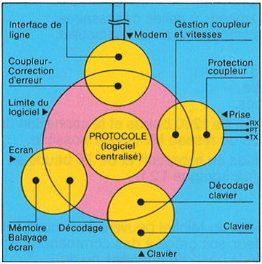 Interface de
ligne
▼Modem
Gestion coupleur
et vitesses
Coupleur-
Correction
d'erreur
Protection
coupleur
Limite du
logiciel ►
◄Prise
RX
PT
TX
PROTOCOLE
(logiciel
centralisé)
Ecran
►
Décodage
clavier
Mémoire
Balayage
écran
Décodage
Clavier
▲ Clavier